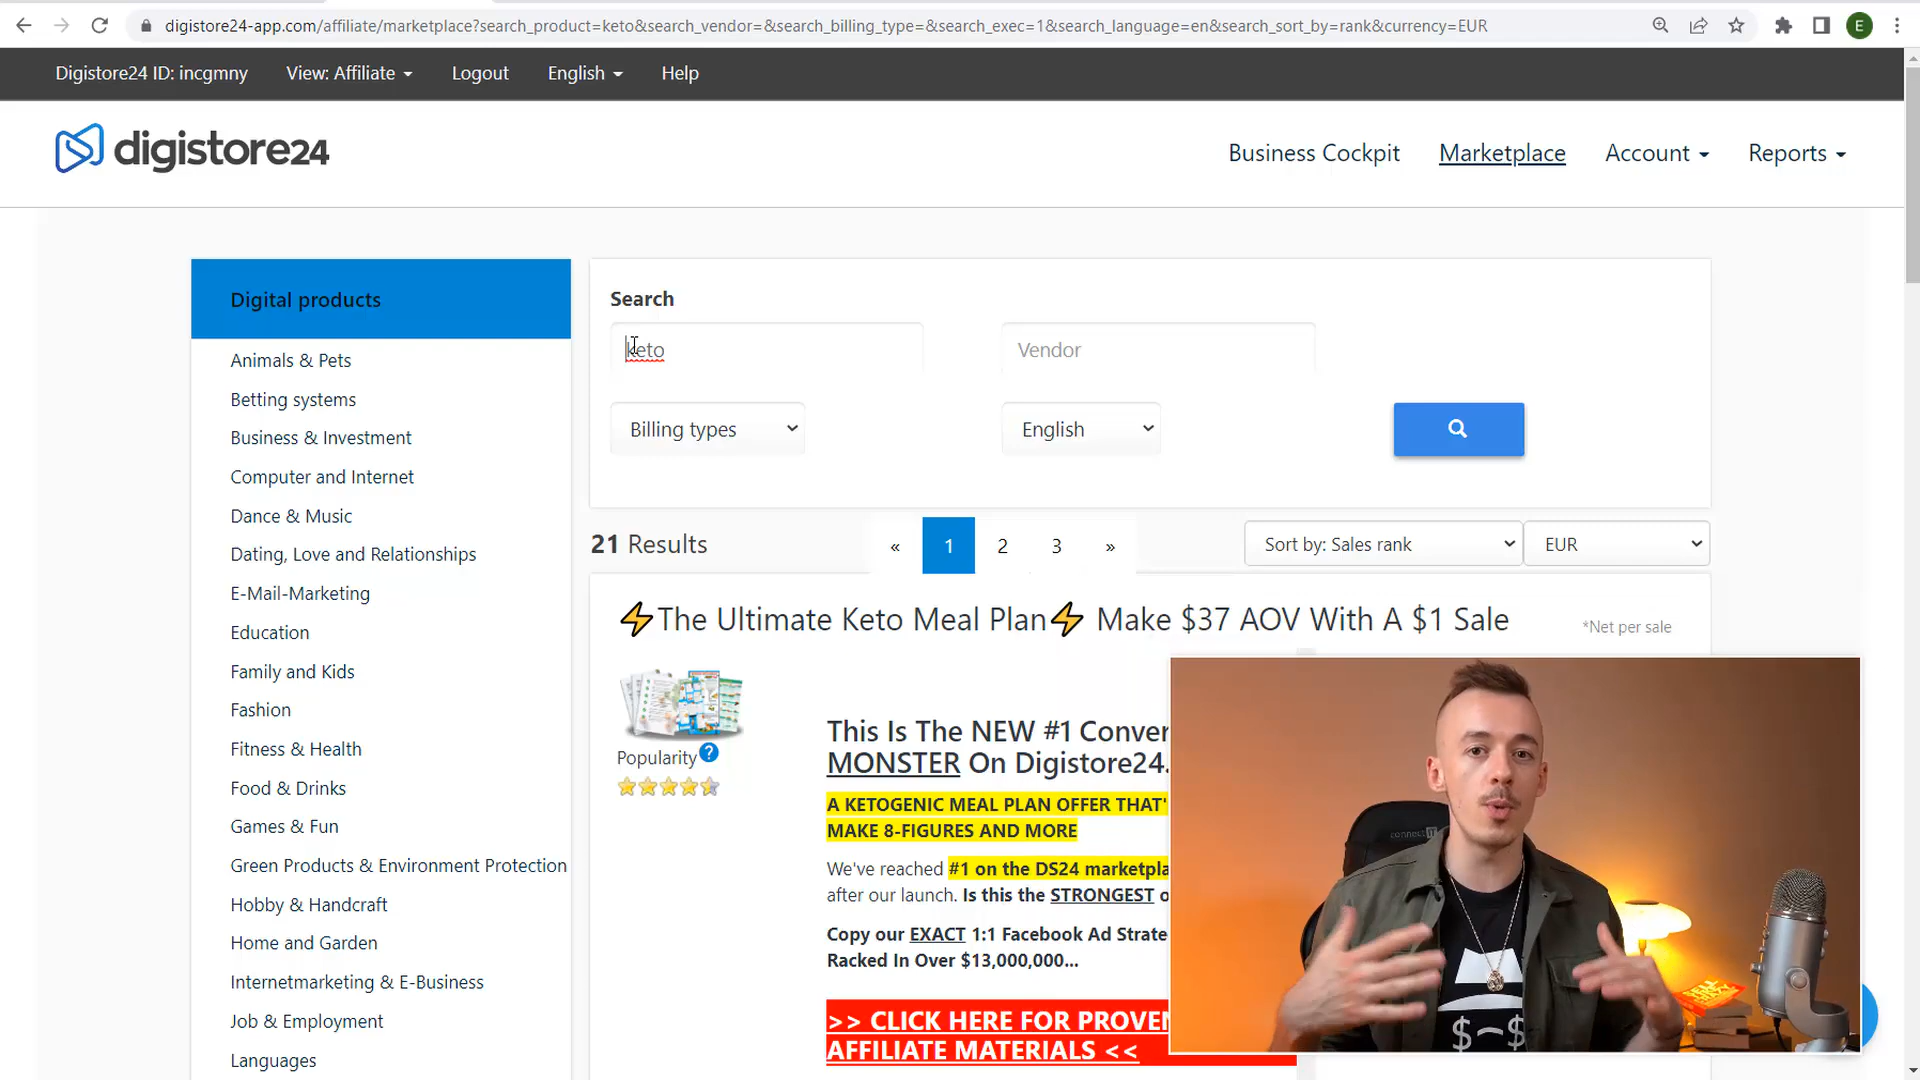 digistore24-app.com/affiliate/marketplace?search_product=keto&search_vendor=&search_billing_type=&search_exec=1&search_language=en&search_sort_by=rank&currency=EUR
E
Digistore24 ID: incgmny View: Affiliate Logout English Help
digistore24
Business Cockpit Marketplace Account Reports
Digital products
Animals & Pets
Betting systems
Business & Investment
Computer and Internet
Dance & Music
Dating, Love and Relationships
E-Mail-Marketing
Education
Family and Kids
Fashion
Fitness & Health
Food & Drinks
Games & Fun
Green Products & Environment Protection
Hobby & Handcraft
Home and Garden
Internetmarketing & E-Business
Job & Employment
Languages
Search
keto Vendor
Billing types English
21 Results « 1 2 3 » Sort by: Sales rank EUR
⚡The Ultimate Keto Meal Plan⚡ Make $37 AOV With A $1 Sale
*Net per sale
Popularity ?
This Is The NEW #1 Conver
MONSTER On Digistore24.
A KETOGENIC MEAL PLAN OFFER THAT'
MAKE 8-FIGURES AND MORE
We've reached #1 on the DS24 marketpla
after our launch. Is this the STRONGEST o
Copy our EXACT 1:1 Facebook Ad Strate
Racked In Over $13,000,000...
>> CLICK HERE FOR PROVEN
AFFILIATE MATERIALS <<
connect IT
$ $